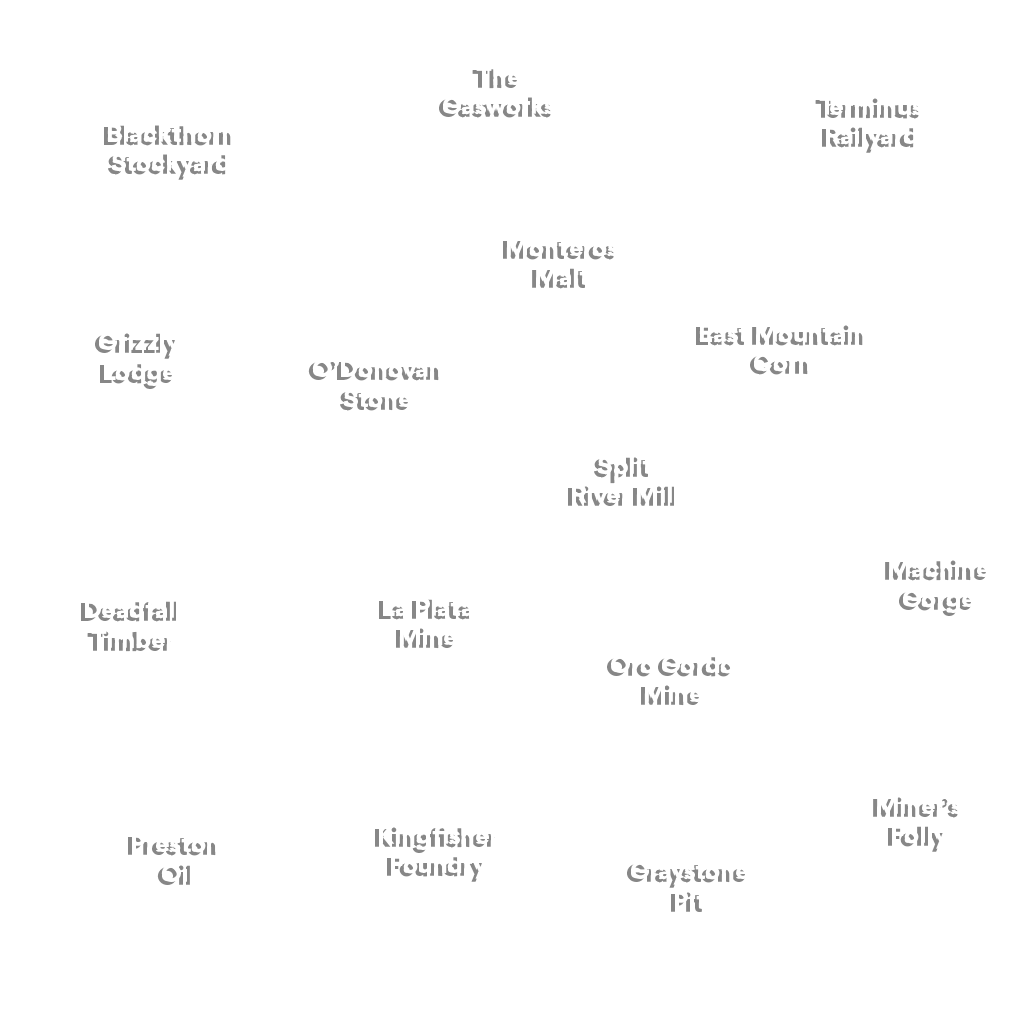 The
Gasworks
Terminus
Railyard
Blackthorn
Stockyard
Monteros
Malt
East Mountain
Corn
Grizzly
Lodge
O'Donovan
Stone
Split
River Mill
Machine
Gorge
Deadfall
Timber
La Plata
Mine
Oro Gordo
Mine
Miner's
Folly
Preston
Oil
Kingfisher
Foundry
Graystone
Pit